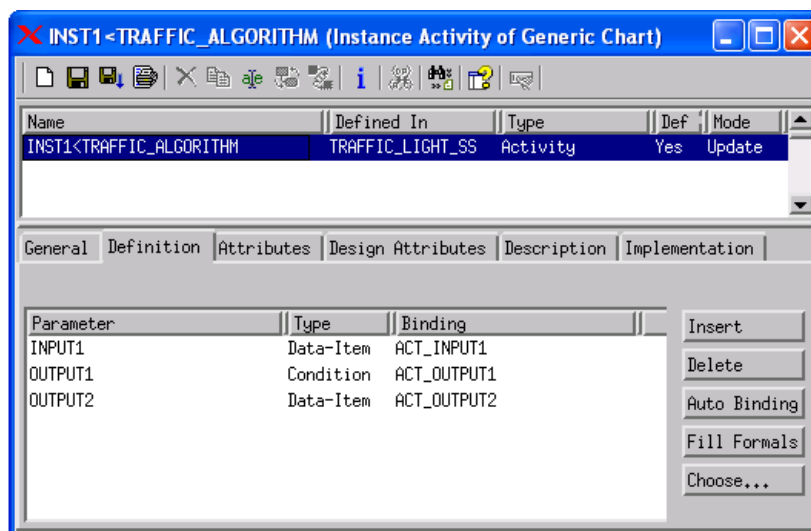 INST1<TRAFFIC_ALGORITHM (Instance Activity of Generic Chart)
Name Defined In Type Def Mode
INST1<TRAFFIC_ALGORITHM TRAFFIC_LIGHT_SS Activity Yes Update
General Definition Attributes Design Attributes Description Implementation
Parameter Type Binding
INPUT1 Data-Item ACT_INPUT1
OUTPUT1 Condition ACT_OUTPUT1
OUTPUT2 Data-Item ACT_OUTPUT2
Insert
Delete
Auto Binding
Fill Formals
Choose...